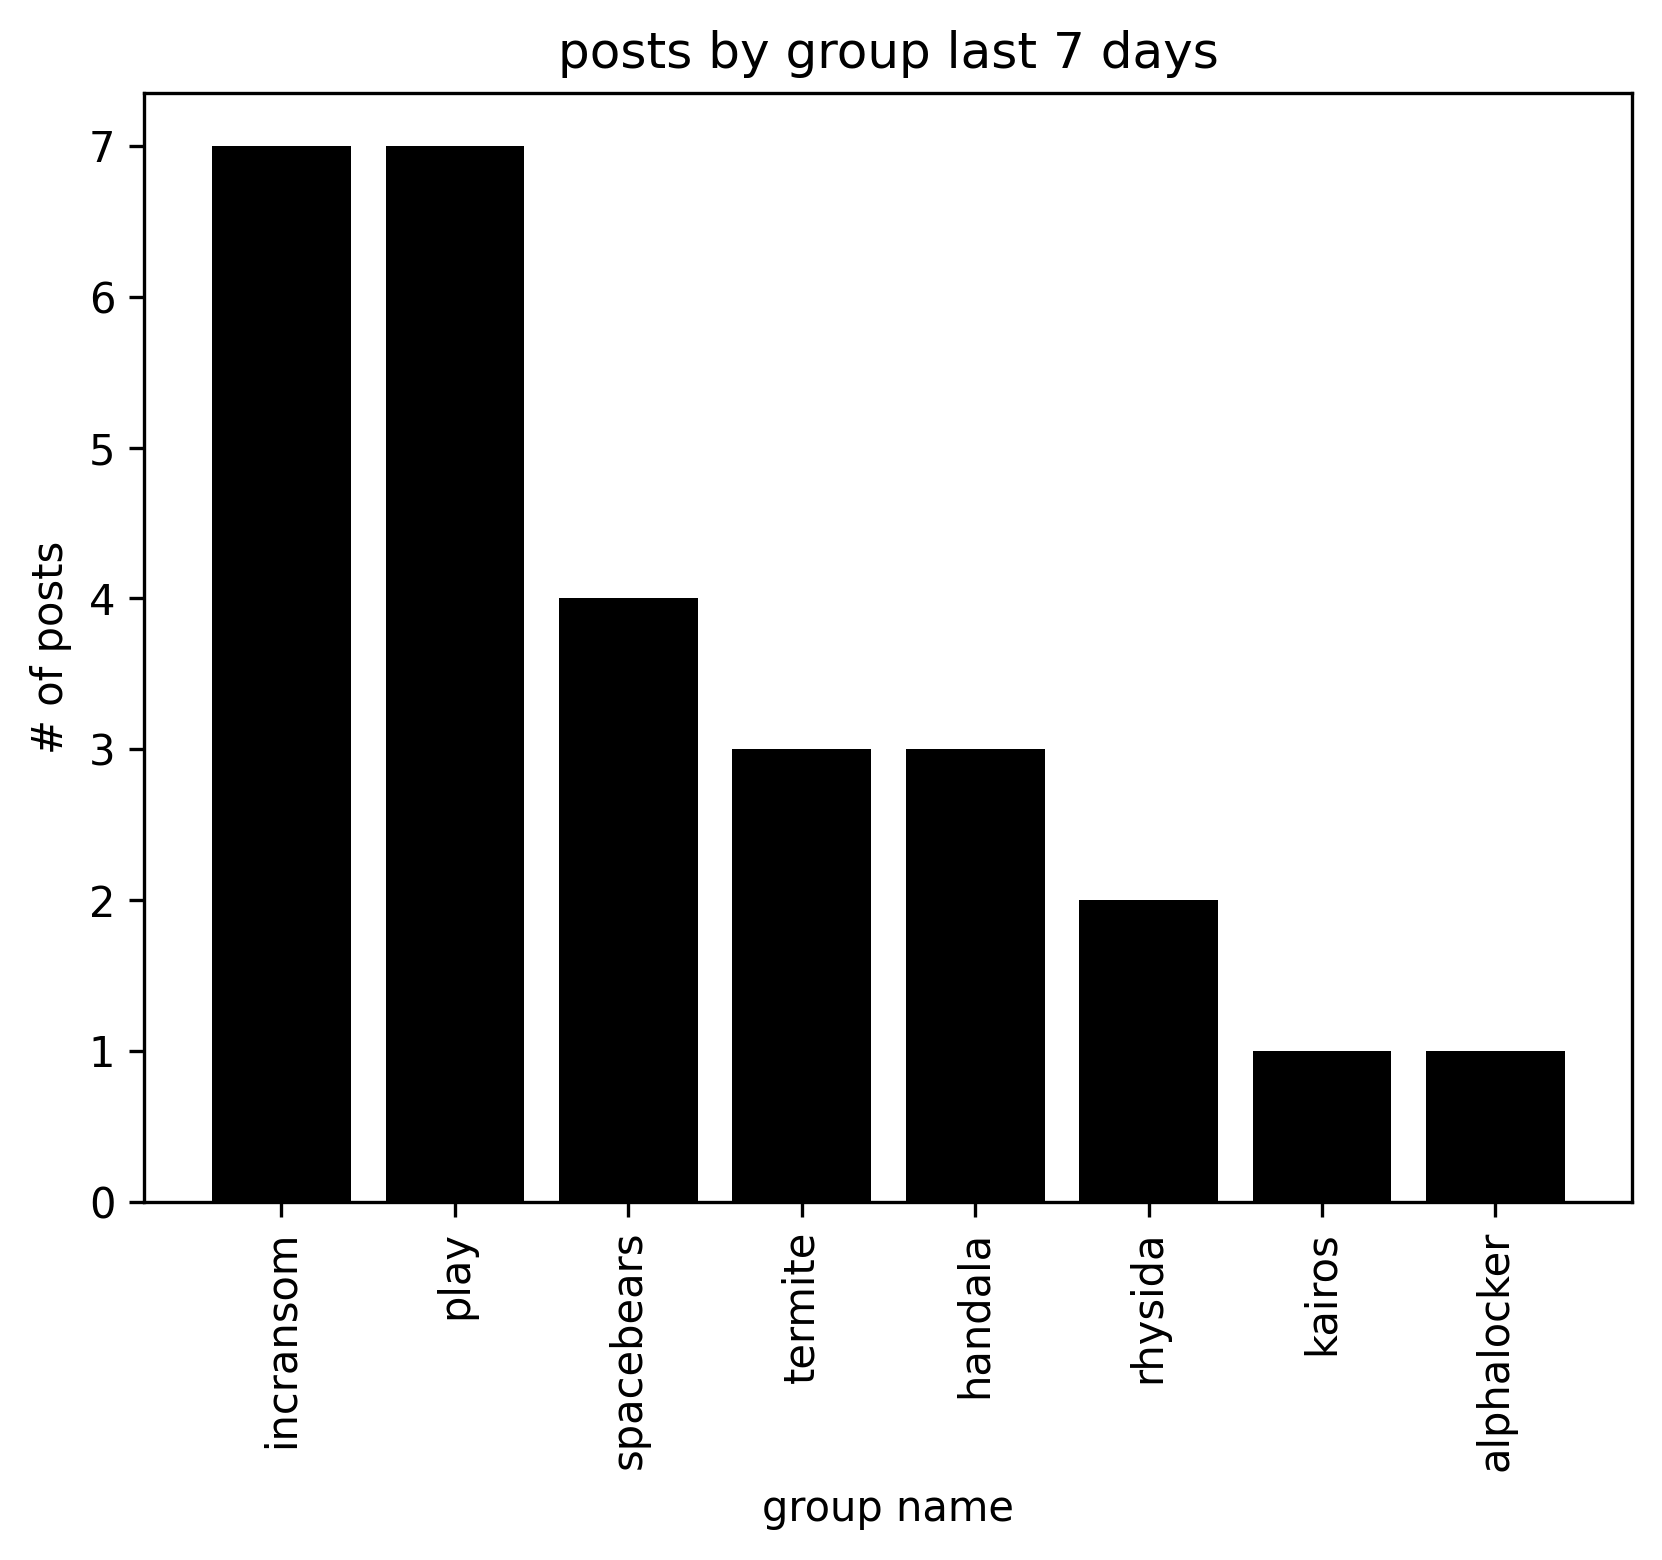 posts by group last 7 days
7
6
5
4
3
2
1
0
# of posts
incransom
play
spacebears
termite
handala
rhysida
kairos
alphalocker
group name